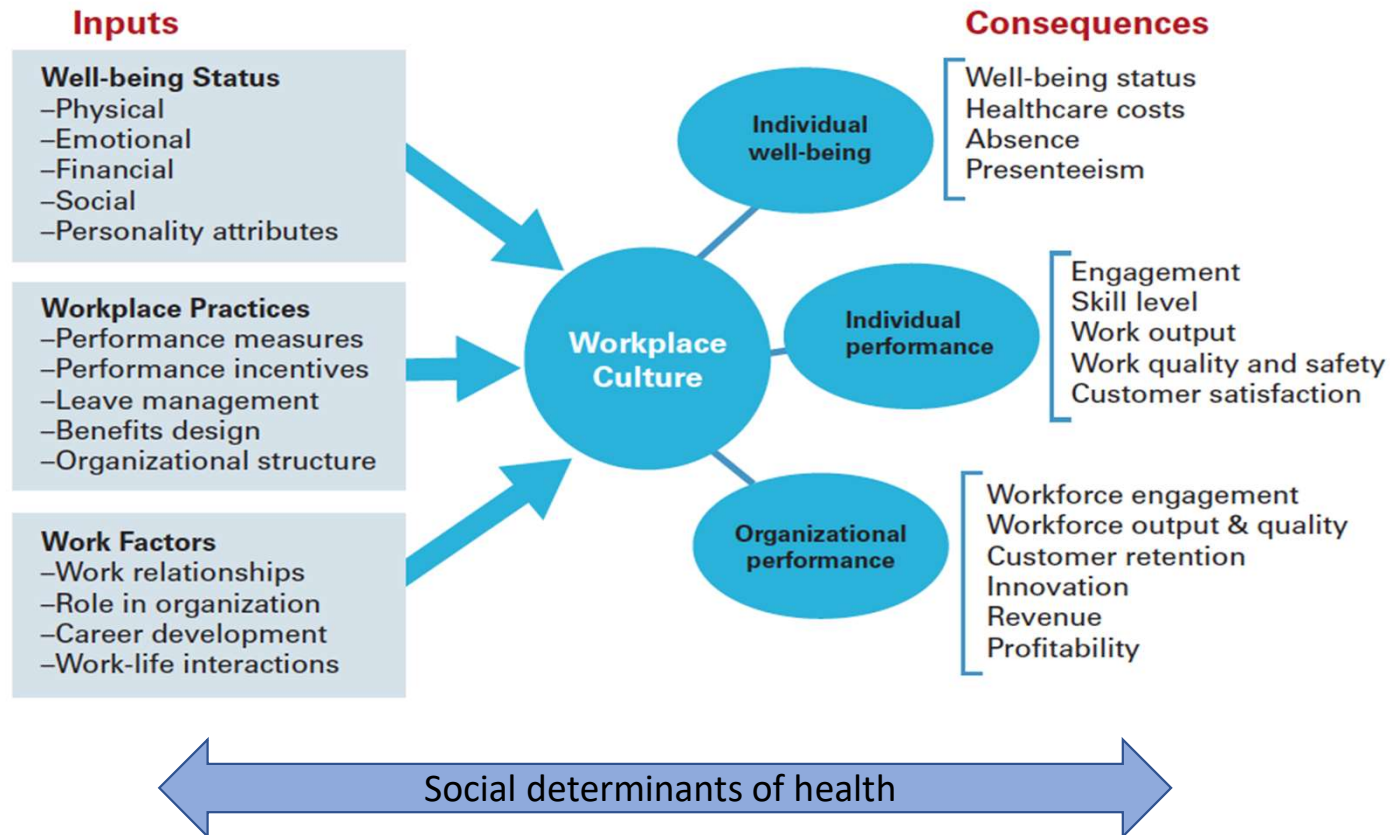 Inputs
Well-being Status
–Physical
–Emotional
–Financial
–Social
–Personality attributes
Workplace Practices
–Performance measures
–Performance incentives
–Leave management
–Benefits design
–Organizational structure
Work Factors
–Work relationships
–Role in organization
–Career development
–Work-life interactions
Workplace
Culture
Individual
well-being
Individual
performance
Organizational
performance
Consequences
Well-being status
Healthcare costs
Absence
Presenteeism
Engagement
Skill level
Work output
Work quality and safety
Customer satisfaction
Workforce engagement
Workforce output & quality
Customer retention
Innovation
Revenue
Profitability
Social determinants of health